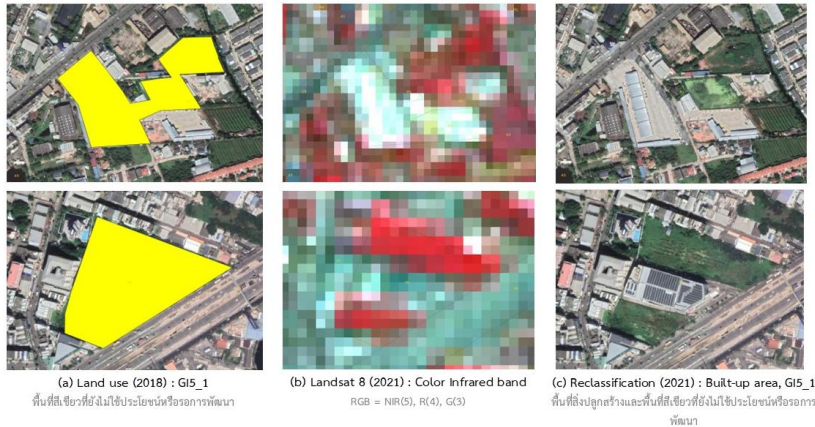 (a) Land use (2018) : GI5_1
พื้นที่สีเขียวที่ยังไม่ใช้ประโยชน์หรือรอการพัฒนา
(b) Landsat 8 (2021) : Color Infrared band
RGB = NIR(5), R(4), G(3)
(c) Reclassification (2021) : Built-up area, GI5_1
พื้นที่สิ่งปลูกสร้างและพื้นที่สีเขียวที่ยังไม่ใช้ประโยชน์หรือรอการ
พัฒนา